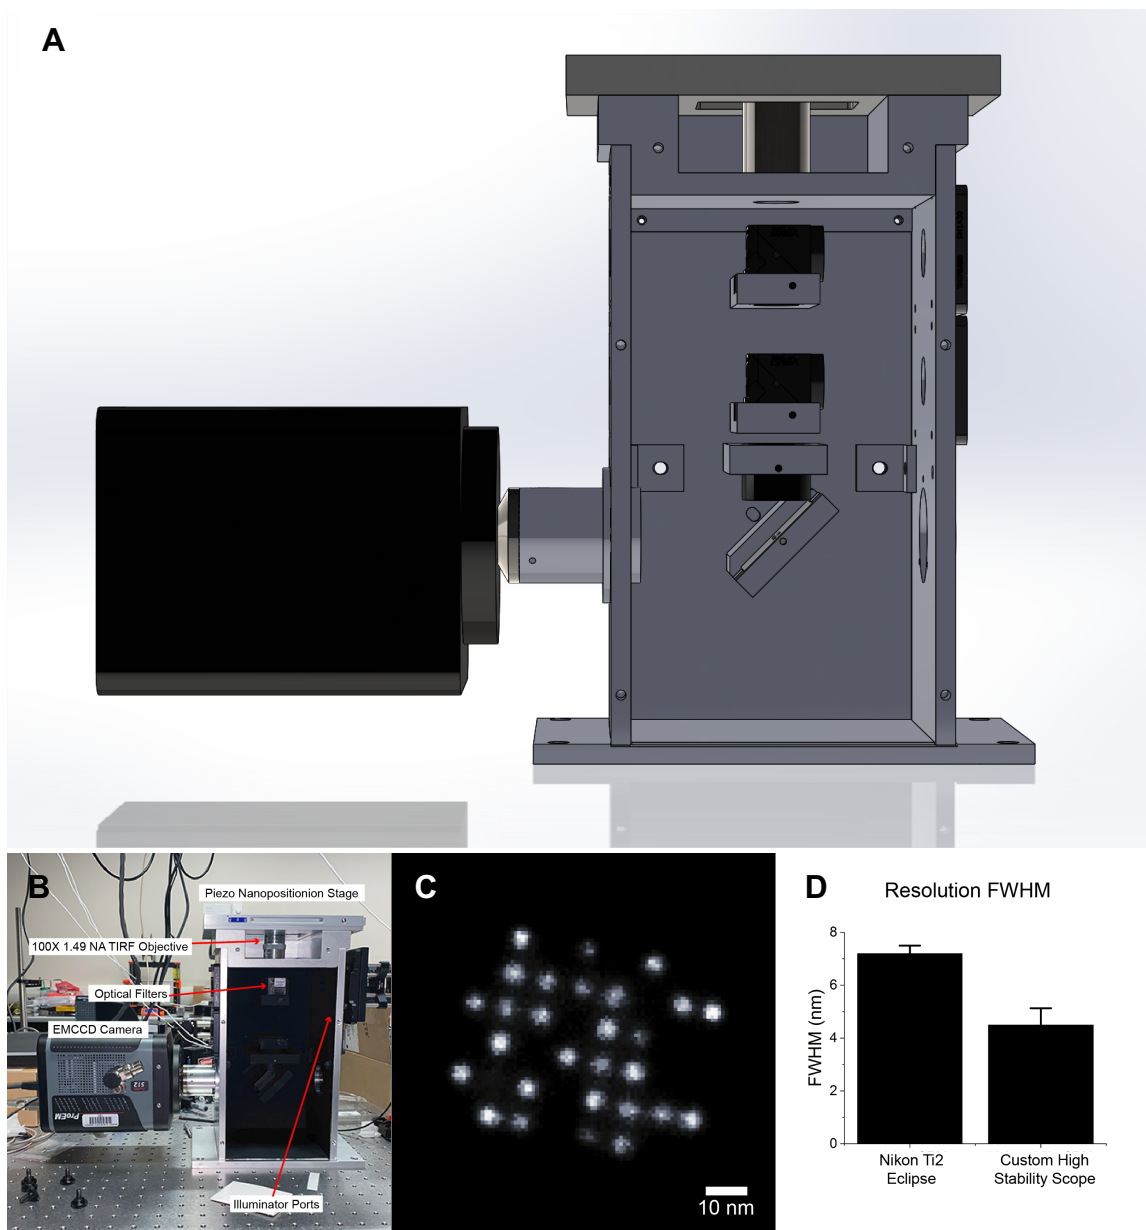 A
B
Piezo Nanopositionion Stage
100X 1.49 NA TIRF Objective
Optical Filters
EMCCD Camera
512
ProEM
Illuminator Ports
C
10 nm
D
Resolution FWHM
FWHM (nm)
8
6
4
2
0
Nikon Ti2
Eclipse
Custom High
Stability Scope